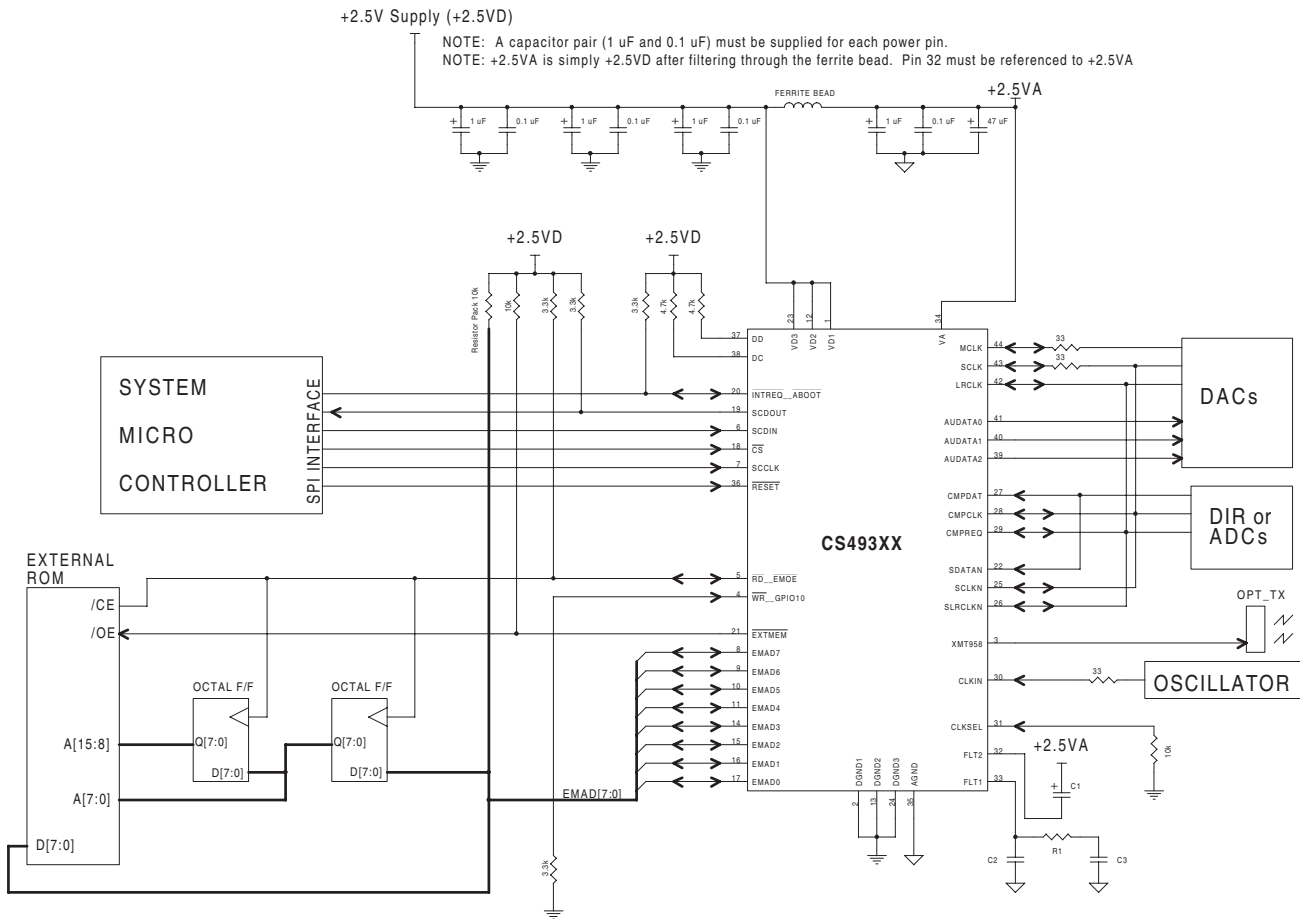 +2.5V Supply (+2.5VD)
NOTE: A capacitor pair (1 uF and 0.1 uF) must be supplied for each power pin.
NOTE: +2.5VA is simply +2.5VD after filtering through the ferrite bead. Pin 32 must be referenced to +2.5VA
FERRITE BEAD
+2.5VA
+ 1 uF
0.1 uF
+ 1 uF
0.1 uF
+ 1 uF
0.1 uF
+ 1 uF
0.1 uF
+ 47 uF
+2.5VD
+2.5VD
Resistor Pack 10k
10k
3.3k
3.3k
3.3k
4.7k
4.7k
23
12
1
34
VD3
VD2
VD1
VA
SYSTEM
MICRO
CONTROLLER
SPI INTERFACE
37 DD
38 DC
20 INTREQ__ABOOT
19 SCDOUT
6 SCDIN
18 CS
7 SCCLK
36 RESET
5 RD__EMOE
4 WR__GPIO10
21 EXTMEM
8 EMAD7
9 EMAD6
10 EMAD5
11 EMAD4
14 EMAD3
15 EMAD2
16 EMAD1
17 EMAD0
CS493XX
MCLK 44
33
SCLK 43
33
LRCLK 42
AUDATA0 41
AUDATA1 40
AUDATA2 39
CMPDAT 27
CMPCLK 28
CMPREQ 29
SDATAN 22
SCLKN 25
SLRCLKN 26
XMT958 3
CLKIN 30
33
CLKSEL 31
FLT2 32
FLT1 33
DACs
DIR or
ADCs
OPT_TX
OSCILLATOR
10k
+2.5VA
+ C1
R1
C2
C3
DGND1
DGND2
DGND3
AGND
2
13
24
35
EXTERNAL
ROM
/CE
/OE
OCTAL F/F
OCTAL F/F
A[15:8]
Q[7:0]
D[7:0]
Q[7:0]
D[7:0]
A[7:0]
EMAD[7:0]
D[7:0]
3.3k